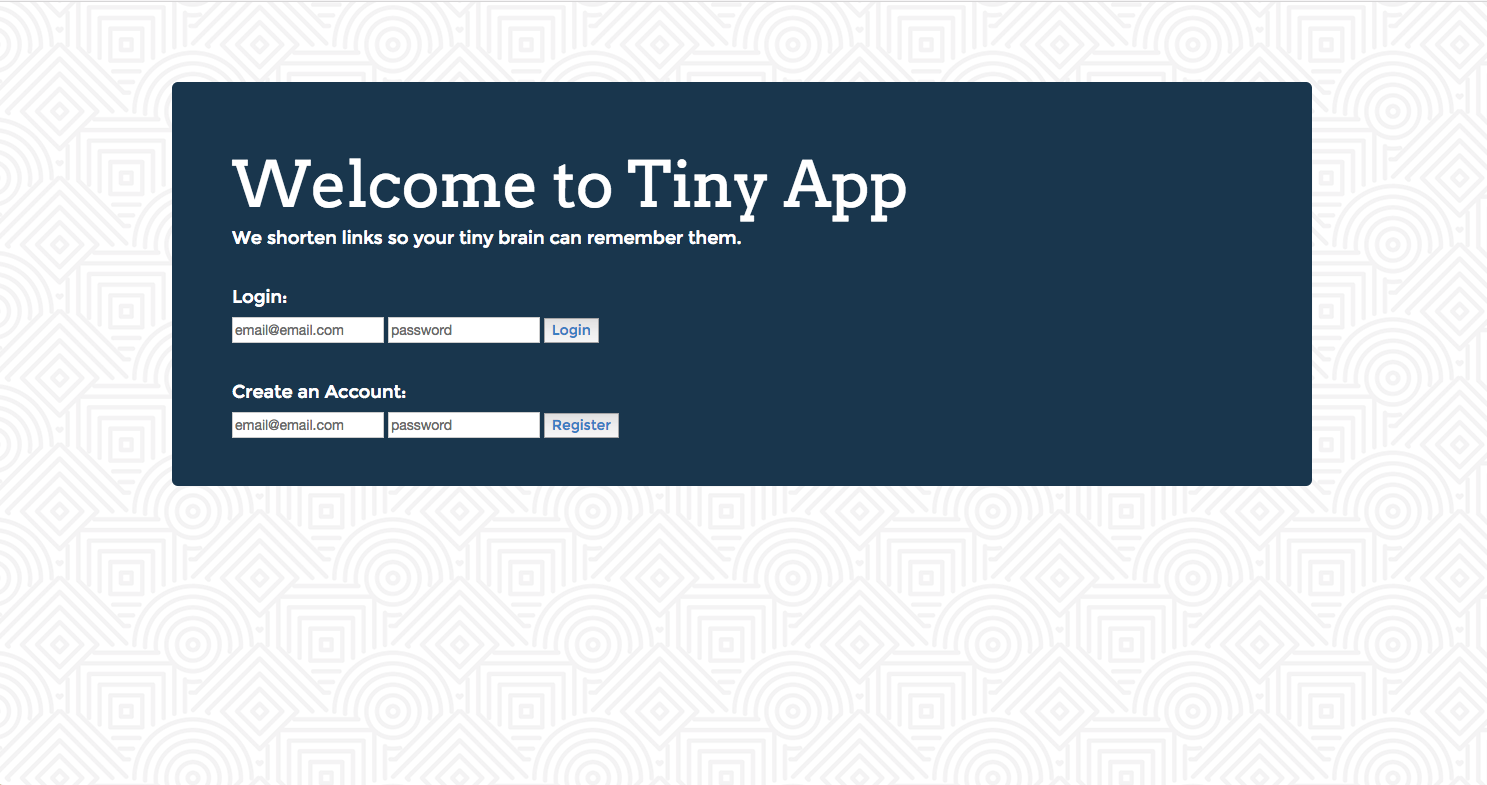 Welcome to Tiny App
We shorten links so your tiny brain can remember them.
Login:
email@email.com password Login
Create an Account:
email@email.com password Register